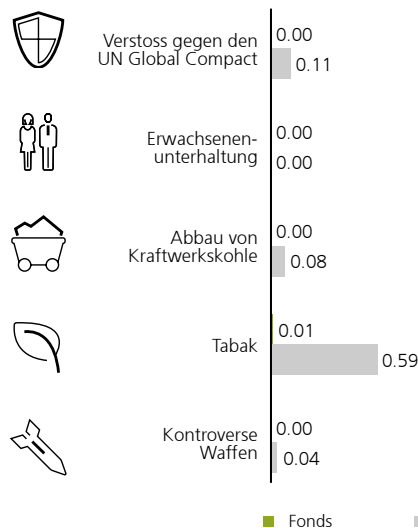 Verstoss gegen den
UN Global Compact
0.00
0.11
Erwachsenen-
unterhaltung
0.00
0.00
Abbau von
Kraftwerkskohle
0.00
0.08
Tabak
0.01
0.59
Kontroverse
Waffen
0.00
0.04
Fonds